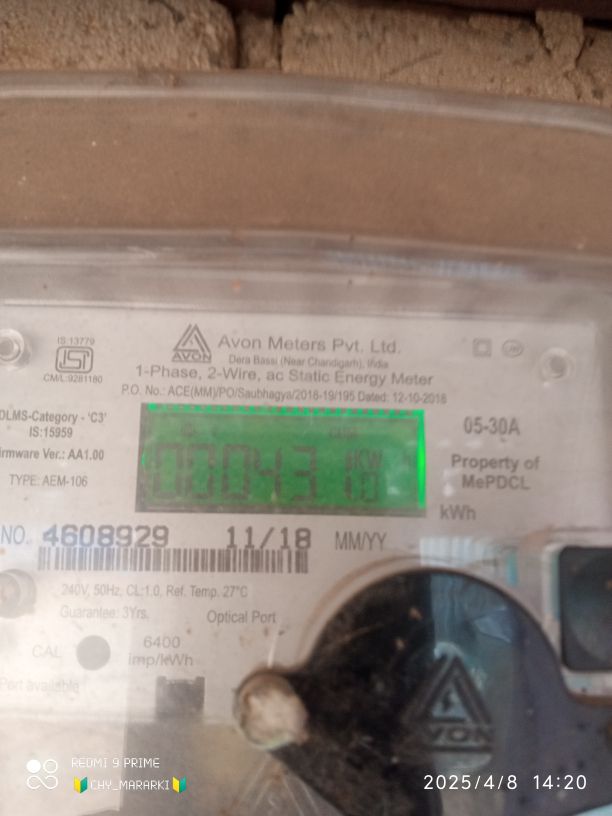 IS:13779
ISI
CM/L:9281180
AVON
Avon Meters Pvt. Ltd.
Dera Bassi (Near Chandigarh), India
1-Phase, 2-Wire, ac Static Energy Meter
P.O. No.: ACE(MM)/PO/Saubhagya/2018-19/195 Dated: 12-10-2018
DLMS-Category - 'C3'
IS:15959
irmware Ver.: AA1.00
TYPE: AEM-106
05-30A
Property of
MePDCL
kWh
NO. 4608929 11/18 MM/YY
240V, 50Hz, CL:1.0, Ref. Temp. 27°C
Guarantee: 3Yrs.
Optical Port
CAL
6400
imp/kWh
Port available
AVON
REDMI 9 PRIME
CHY_MARARKI
2025/4/8 14:20